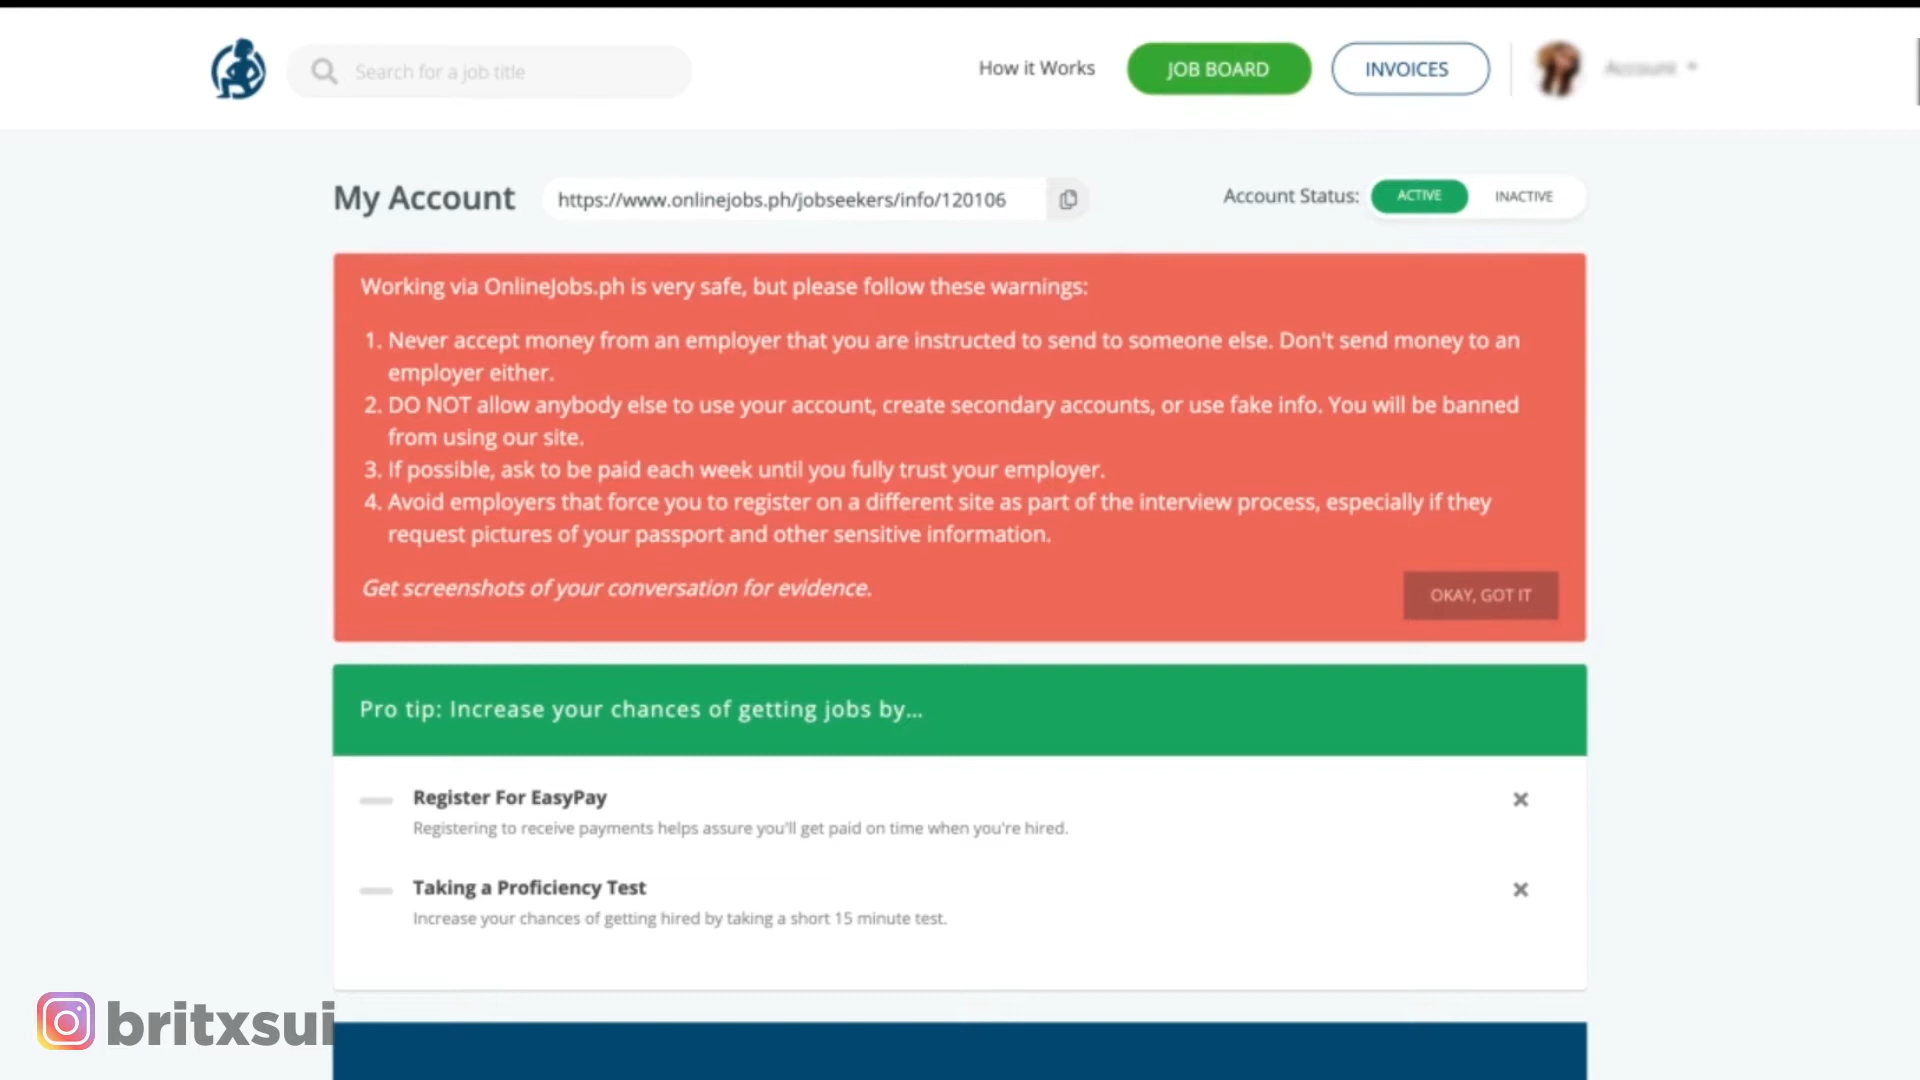 Search for a job title
How it Works
JOB BOARD
INVOICES
Account
My Account
https://www.onlinejobs.ph/jobseekers/info/120106
Account Status:
ACTIVE
INACTIVE
Working via OnlineJobs.ph is very safe, but please follow these warnings:
1. Never accept money from an employer that you are instructed to send to someone else. Don't send money to an
employer either.
2. DO NOT allow anybody else to use your account, create secondary accounts, or use fake info. You will be banned
from using our site.
3. If possible, ask to be paid each week until you fully trust your employer.
4. Avoid employers that force you to register on a different site as part of the interview process, especially if they
request pictures of your passport and other sensitive information.
Get screenshots of your conversation for evidence.
OKAY, GOT IT
Pro tip: Increase your chances of getting jobs by...
Register For EasyPay
Registering to receive payments helps assure you'll get paid on time when you're hired.
Taking a Proficiency Test
Increase your chances of getting hired by taking a short 15 minute test.
britxsui